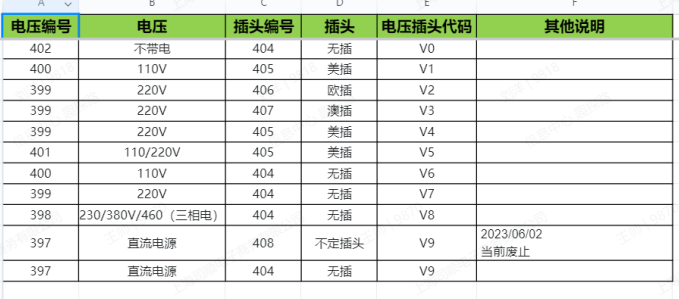 A B C D E F
电压编号 电压 插头编号 插头 电压插头代码 其他说明
402 不带电 404 无插 V0
400 110V 405 美插 V1
399 220V 406 欧插 V2
399 220V 407 澳插 V3
399 220V 405 美插 V4
401 110/220V 405 美插 V5
400 110V 404 无插 V6
399 220V 404 无插 V7
398 230/380V/460（三相电） 404 无插 V8
397 直流电源 408 不定插头 V9 2023/06/02
当前废止
397 直流电源 404 无插 V9